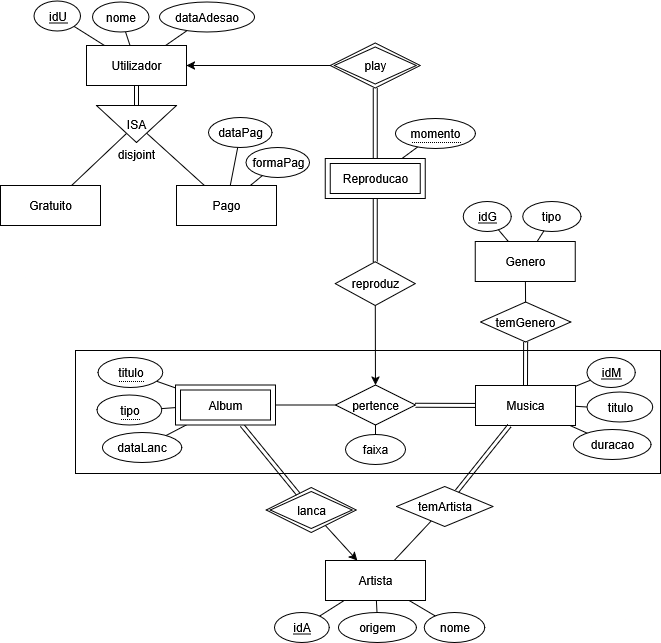 idU
nome
dataAdesao
Utilizador
play
ISA
disjoint
dataPag
formaPag
momento
Gratuito
Pago
Reproducao
idG
tipo
Genero
reproduz
temGenero
titulo
tipo
dataLanc
Album
pertence
faixa
Musica
idM
titulo
duracao
lanca
temArtista
Artista
idA
origem
nome